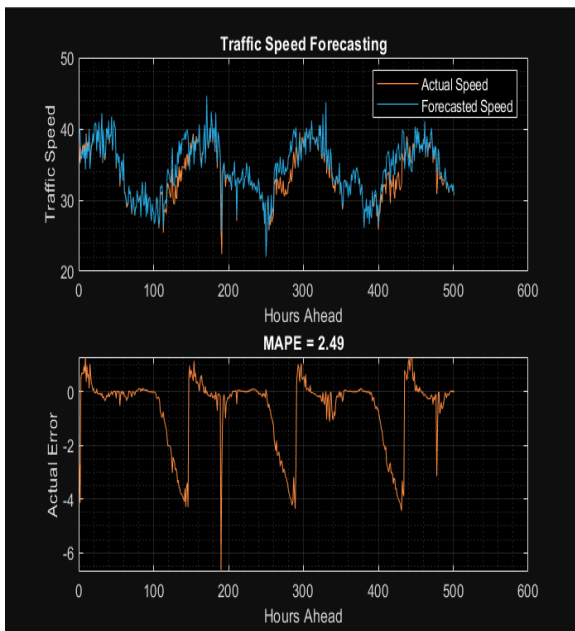 Traffic Speed Forecasting
50
40
30
20
Traffic Speed
Actual Speed
Forecasted Speed
0 100 200 300 400 500 600
Hours Ahead
MAPE = 2.49
0
-2
-4
-6
Actual Error
0 100 200 300 400 500 600
Hours Ahead